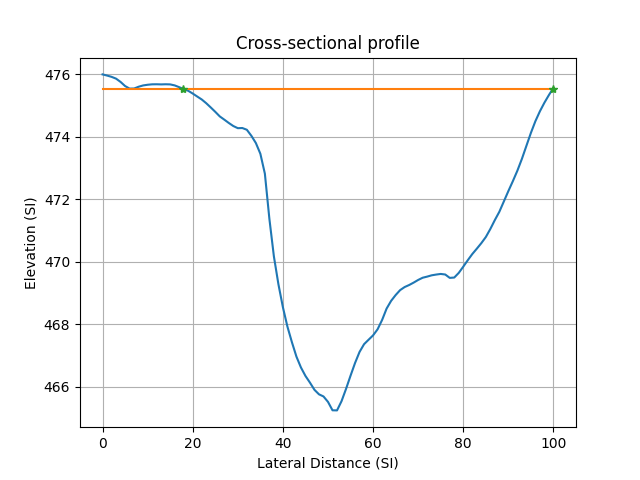 Cross-sectional profile
476
474
472
470
468
466
Elevation (SI)
0 20 40 60 80 100
Lateral Distance (SI)